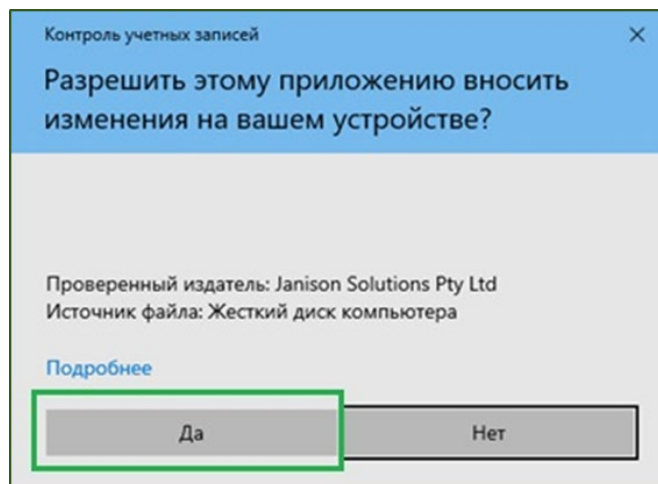 Контроль учетных записей
Разрешить этому приложению вносить
изменения на вашем устройстве?
Проверенный издатель: Janison Solutions Pty Ltd
Источник файла: Жесткий диск компьютера
Подробнее
Да
Нет